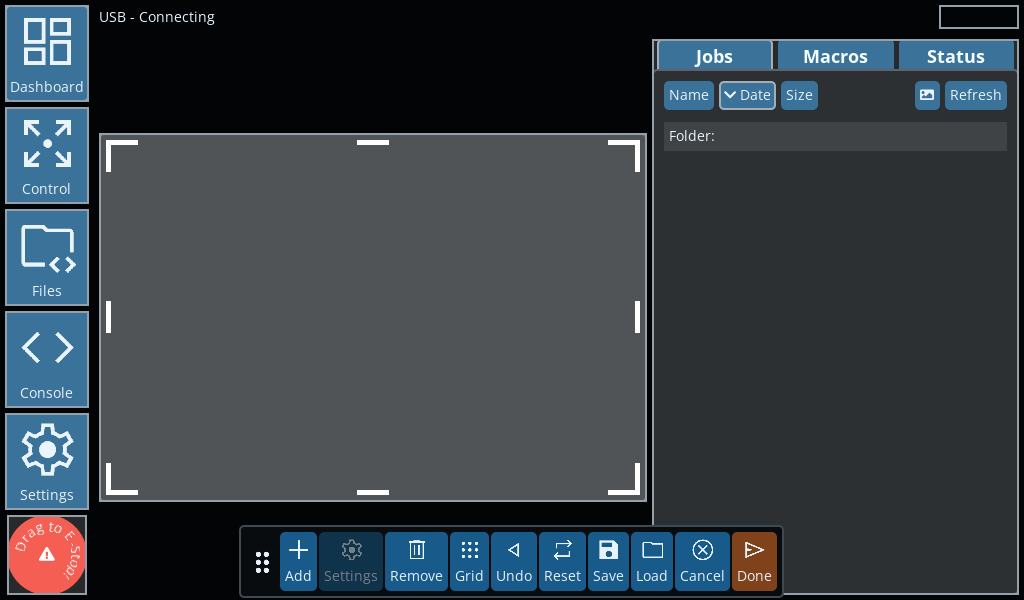 USB - Connecting
Dashboard
Control
Files
Console
Settings
Drag to E-Stop!
Jobs Macros Status
Name Date Size Refresh
Folder:
Add Settings Remove Grid Undo Reset Save Load Cancel Done